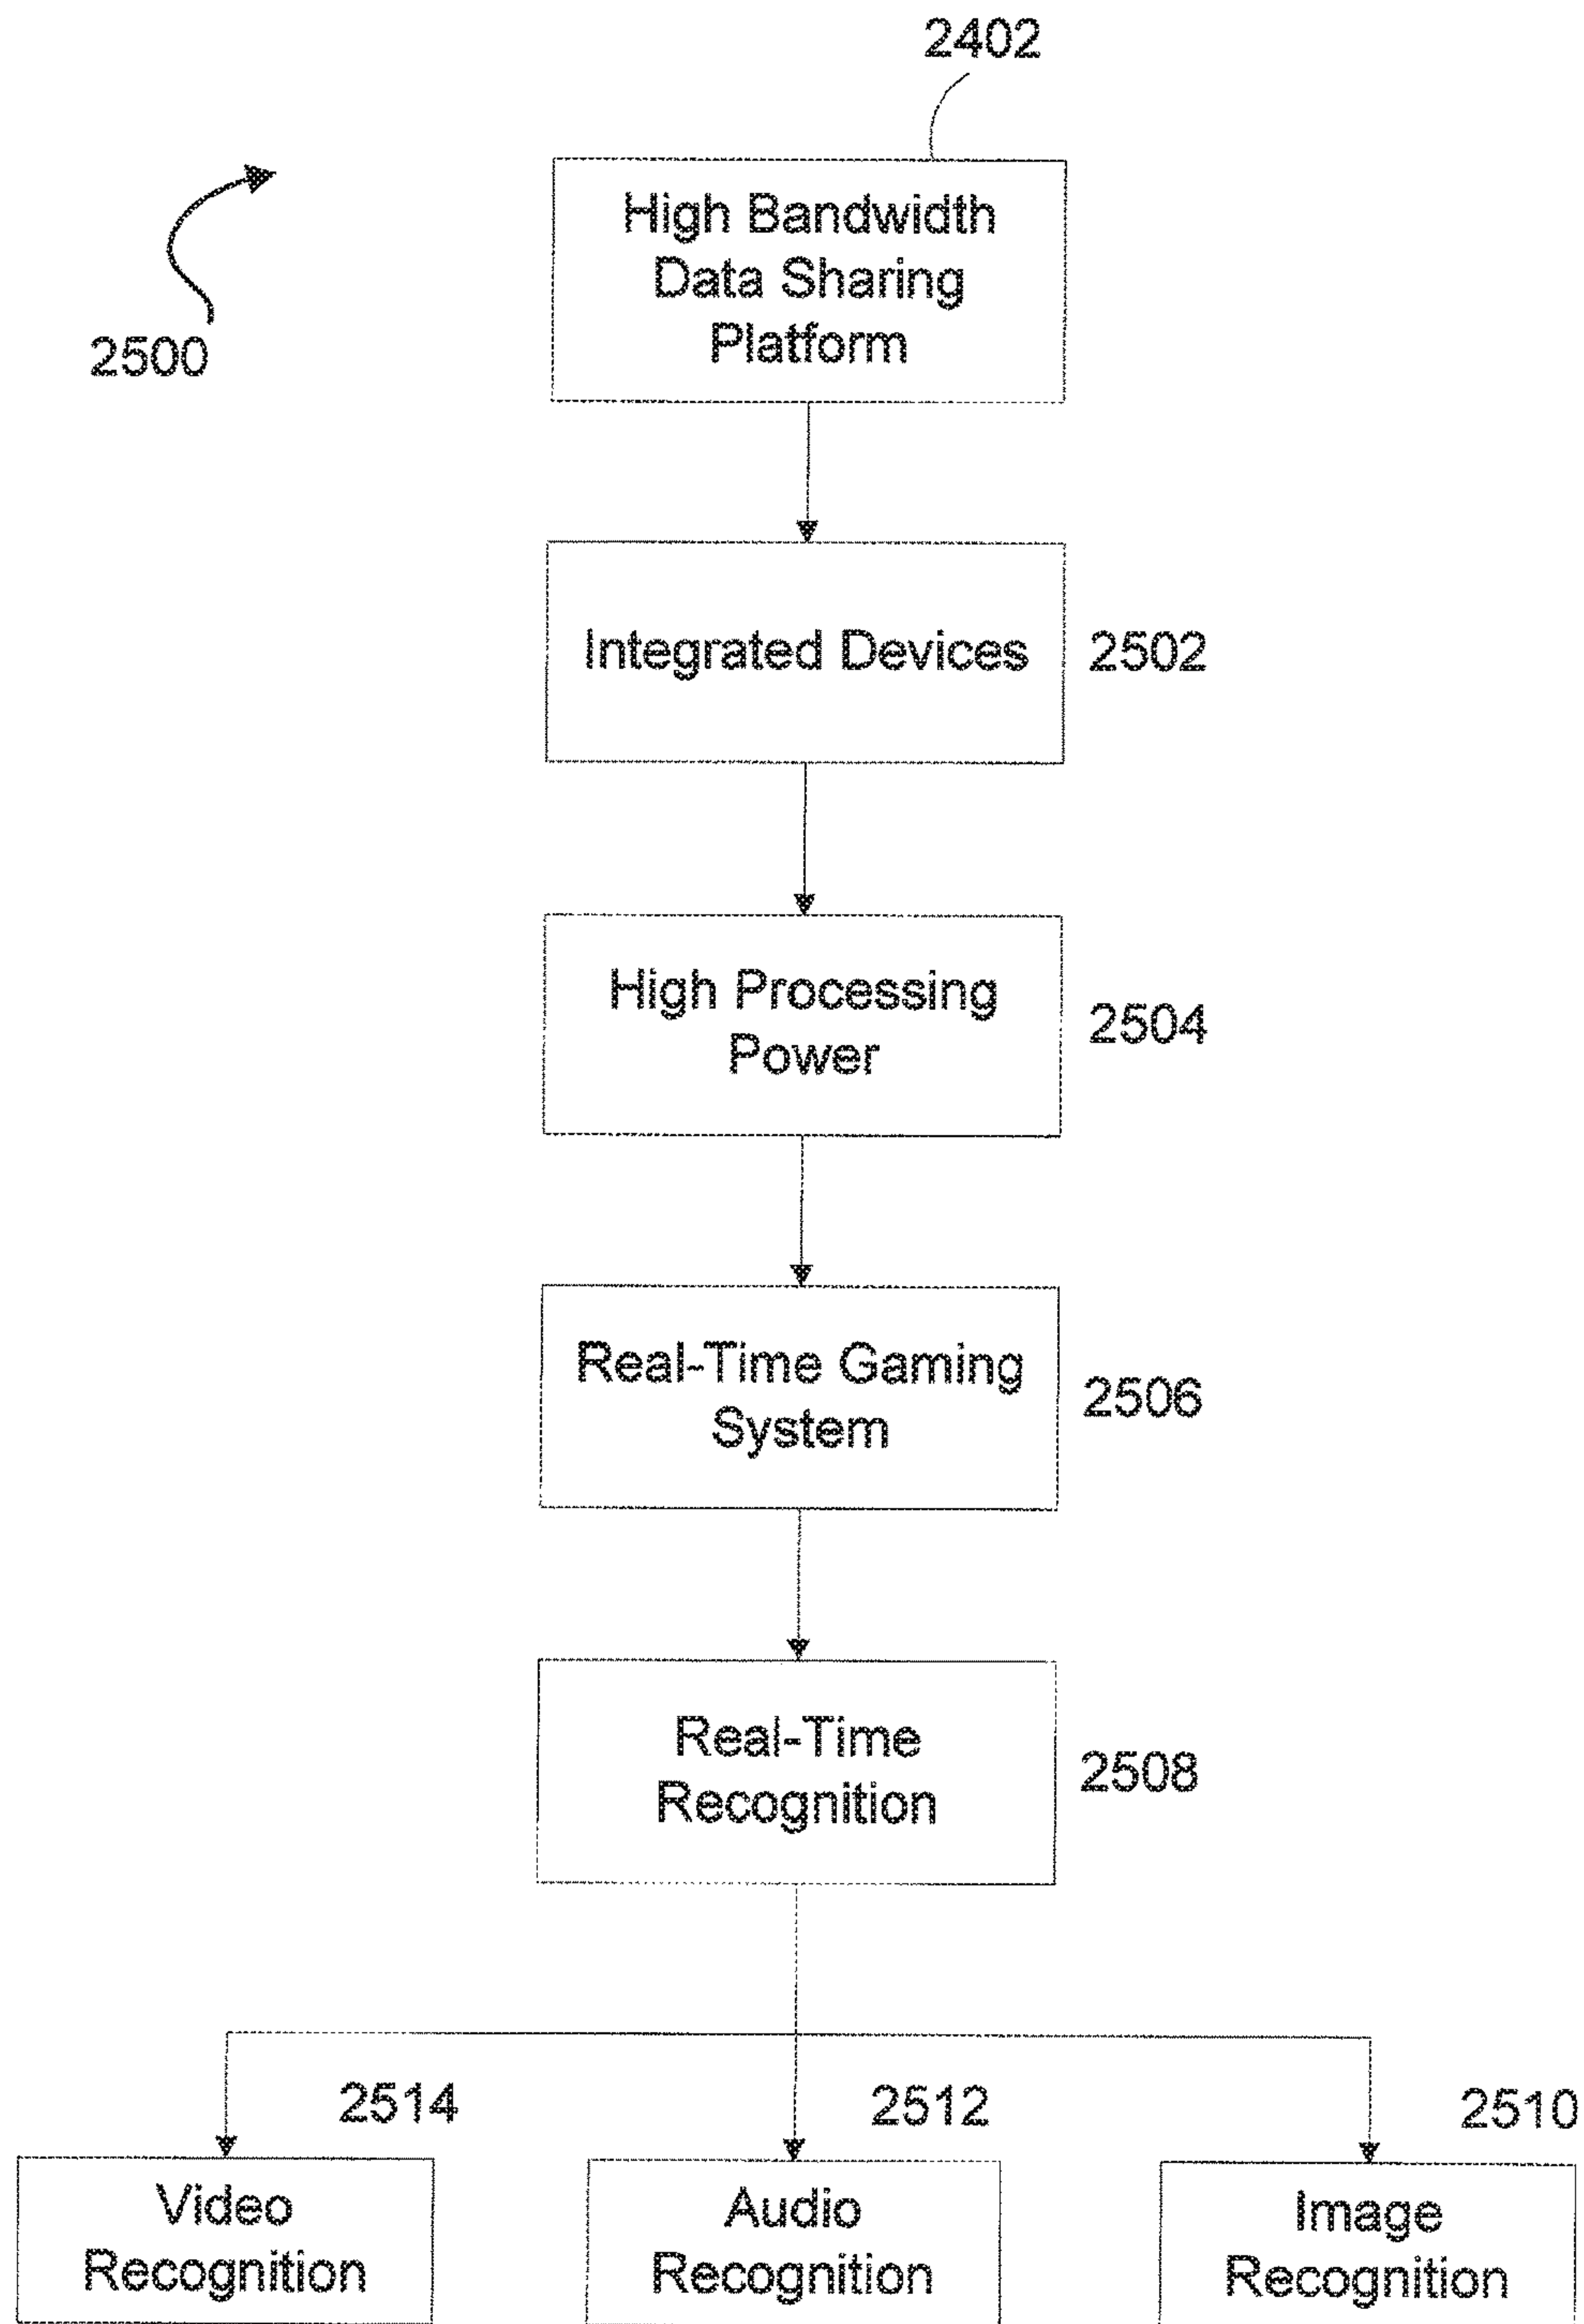 2402
High Bandwidth
Data Sharing
Platform
2500
Integrated Devices
2502
High Processing
Power
2504
Real-Time Gaming
System
2506
Real-Time
Recognition
2508
2514
2512
2510
Video
Recognition
Audio
Recognition
Image
Recognition